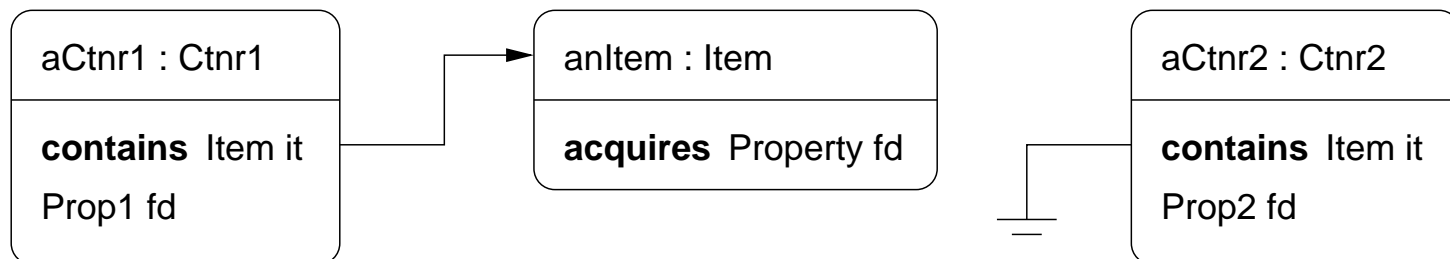 aCtnr1 : Ctnr1
contains Item it
Prop1 fd
anItem : Item
acquires Property fd
aCtnr2 : Ctnr2
contains Item it
Prop2 fd